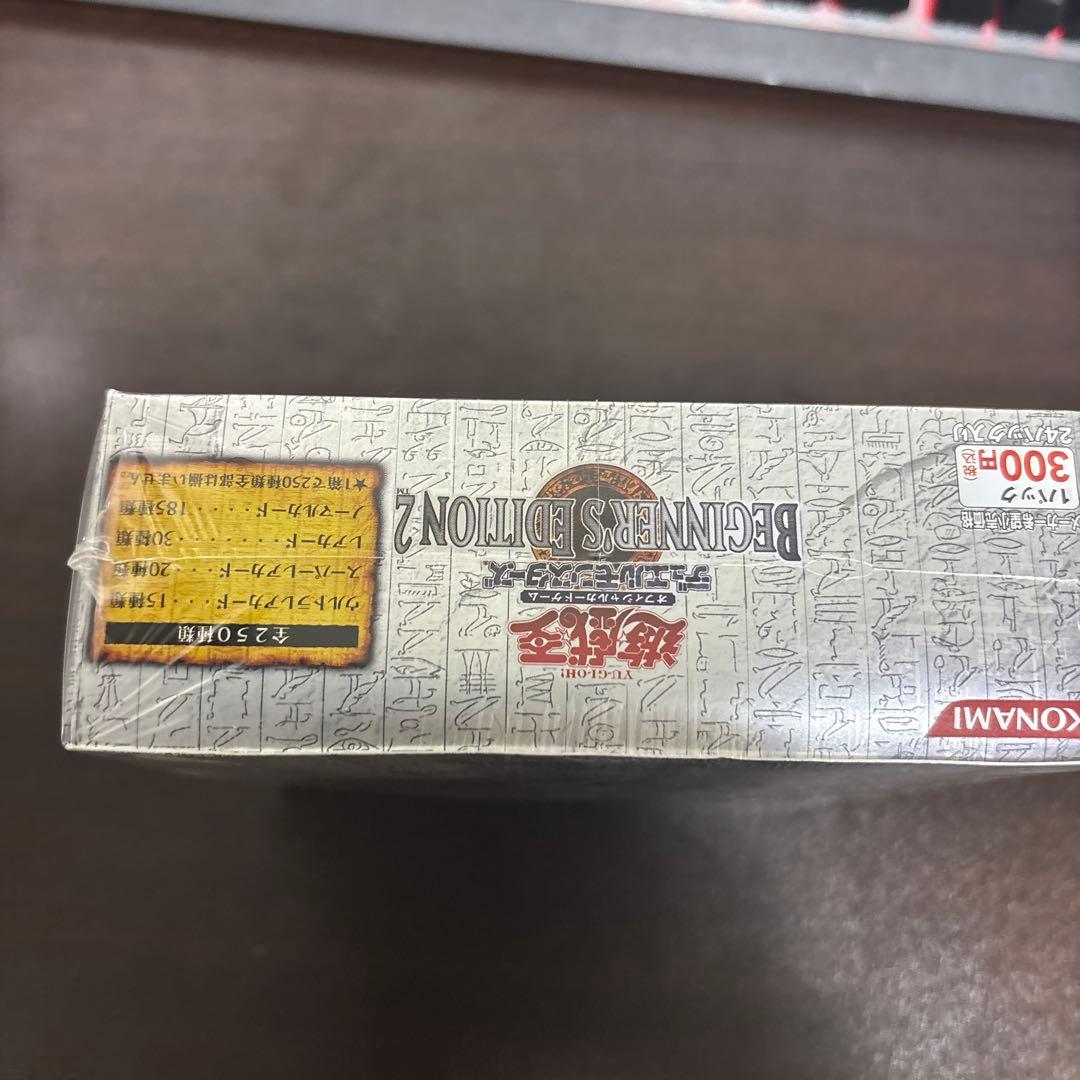 KONAMI
メーカー希望小売価格
1パック
300円(税込)
24パック入り
YU-GI-OH!
遊戯王
オフィシャルカードゲーム
デュエルモンスターズ
BEGINNER'S EDITION 2™
全250種類
ウルトラレアカード・・・15種類
スーパーレアカード・・・20種類
レアカード・・・・・・・・・30種類
ノーマルカード・・・・・185種類
★1箱で250種類全部は揃いません。